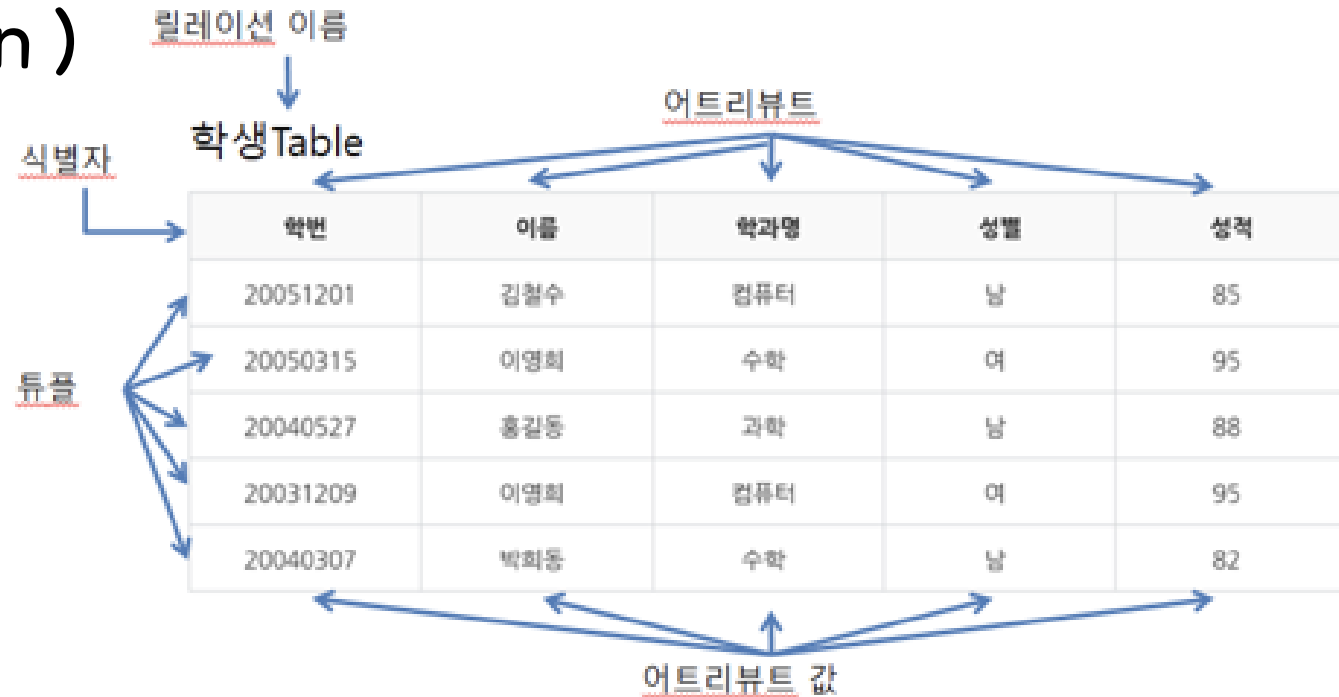 n)
릴레이션 이름
어트리뷰트
학생Table
식별자
학번 이름 학과명 성별 성적
20051201 김철수 컴퓨터 남 85
20050315 이영희 수학 여 95
튜플
20040527 홍길동 과학 남 88
20031209 이영희 컴퓨터 여 95
20040307 박희동 수학 남 82
어트리뷰트 값